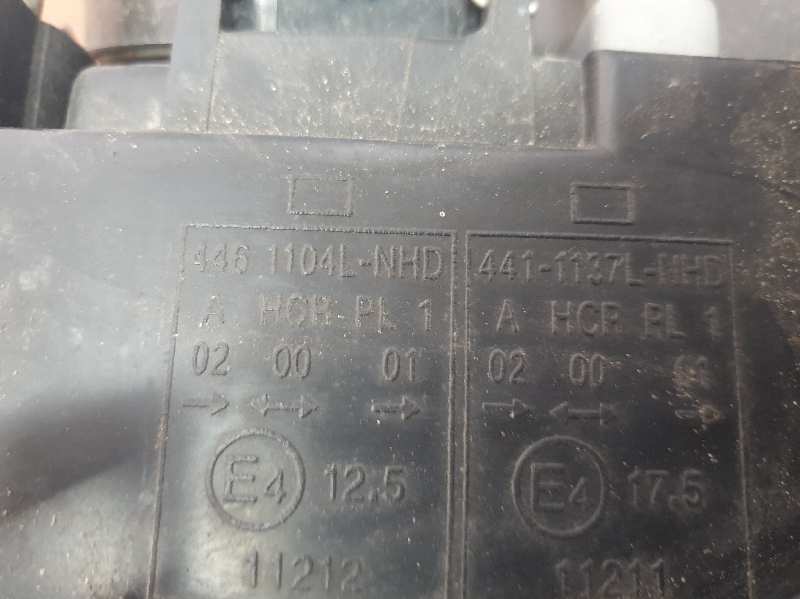 446 1104L-NHD
A HCR PL 1
02 00 01
E4 12.5
11212
441-1137L-NHD
A HCR PL 1
02 00 01
E4 17.5
11211